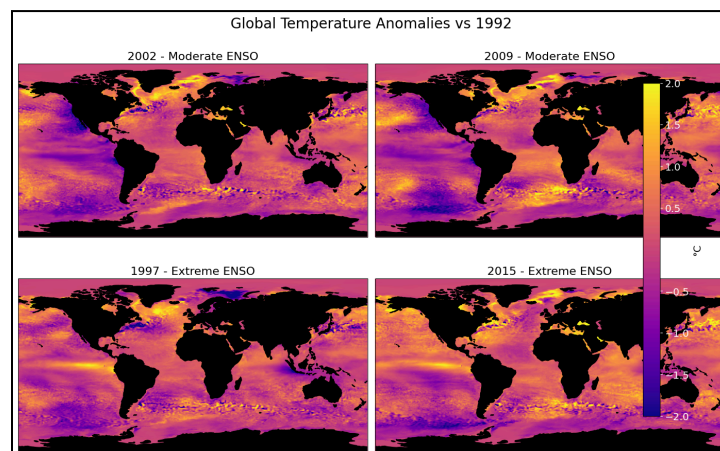 Global Temperature Anomalies vs 1992
2002 - Moderate ENSO
2009 - Moderate ENSO
2.0
1.5
1.0
0.5
°C
−0.5
−1.0
−1.5
−2.0
1997 - Extreme ENSO
2015 - Extreme ENSO